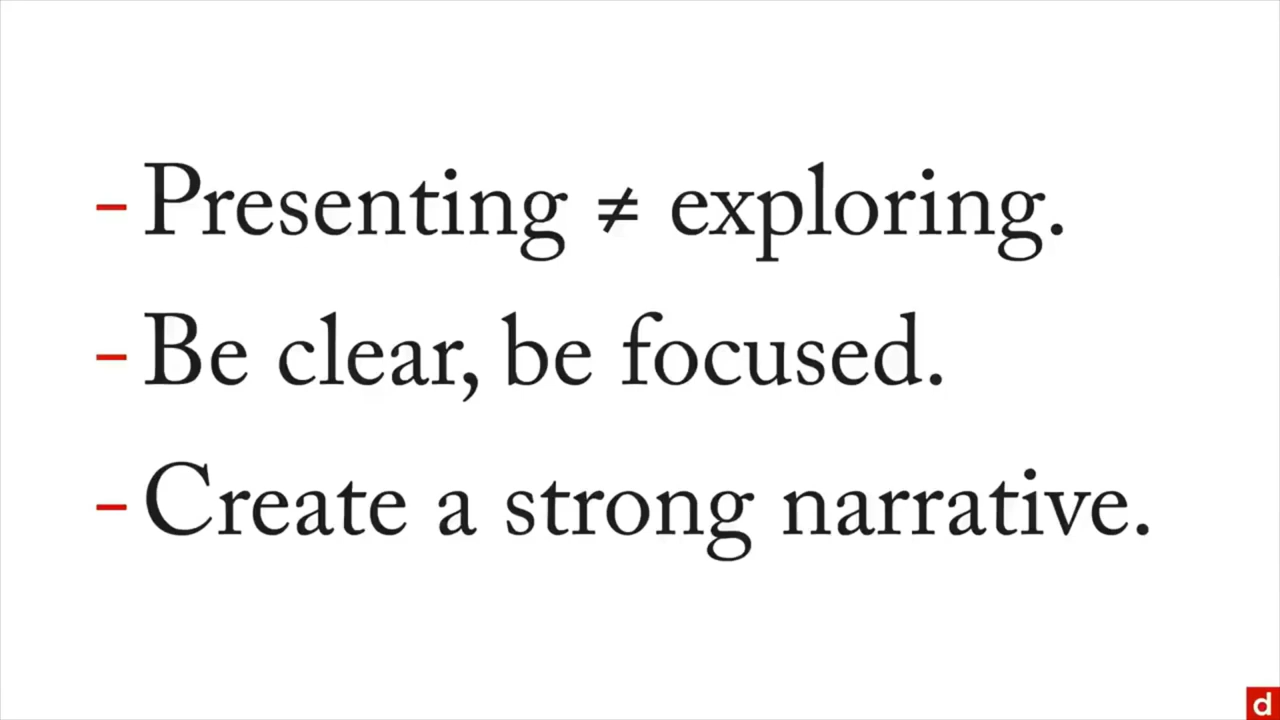 – Presenting ≠ exploring.
– Be clear, be focused.
– Create a strong narrative.
d